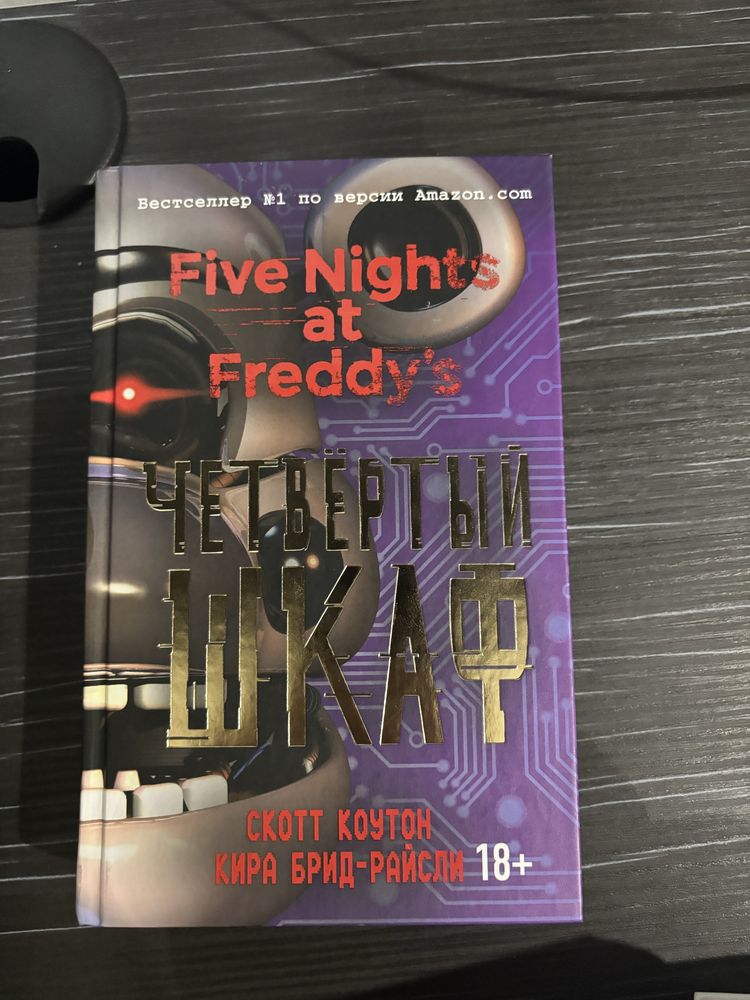 Бестселлер №1 по версии Amazon.com
Five Nights
at
Freddy's
ЧЕТВЁРТЫЙ
ШКАФ
СКОТТ КОУТОН
КИРА БРИД-РАЙСЛИ 18+